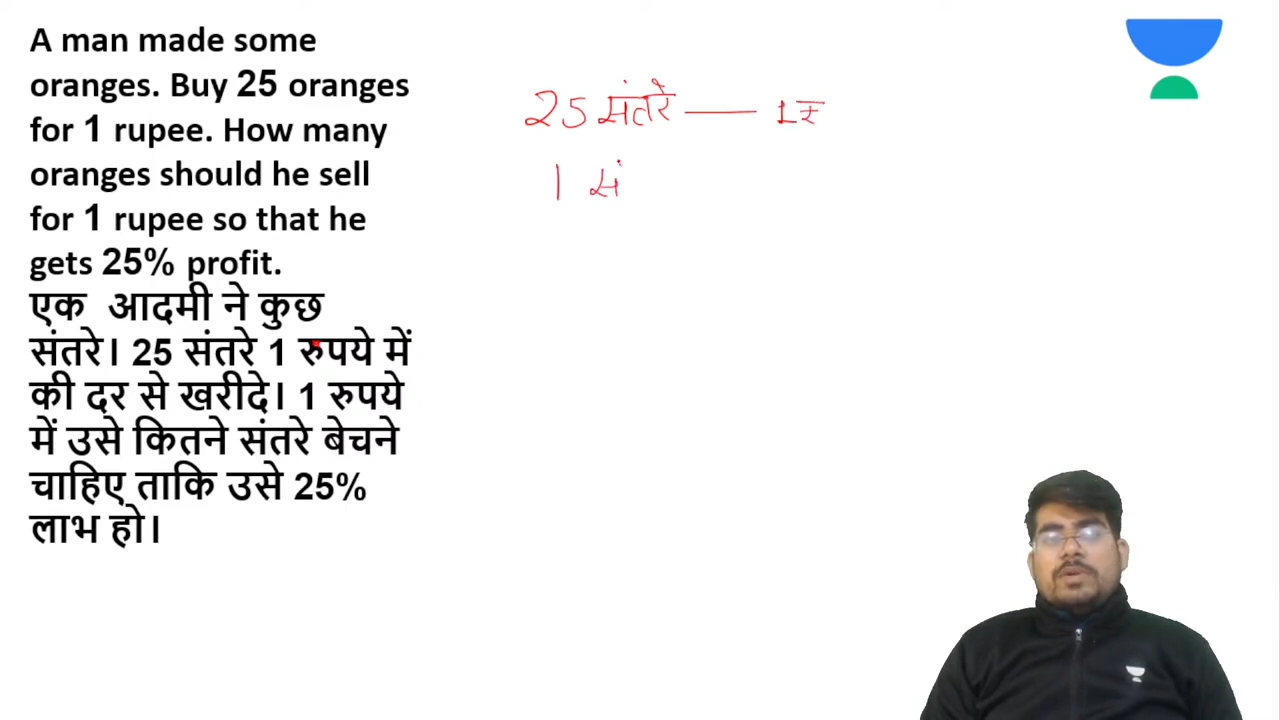 A man made some
oranges. Buy 25 oranges
for 1 rupee. How many
oranges should he sell
for 1 rupee so that he
gets 25% profit.
एक आदमी ने कुछ
संतरे। 25 संतरे 1 रुपये में
की दर से खरीदे। 1 रुपये
में उसे कितने संतरे बेचने
चाहिए ताकि उसे 25%
लाभ हो।
25 संतरे — 1₹
1 सं